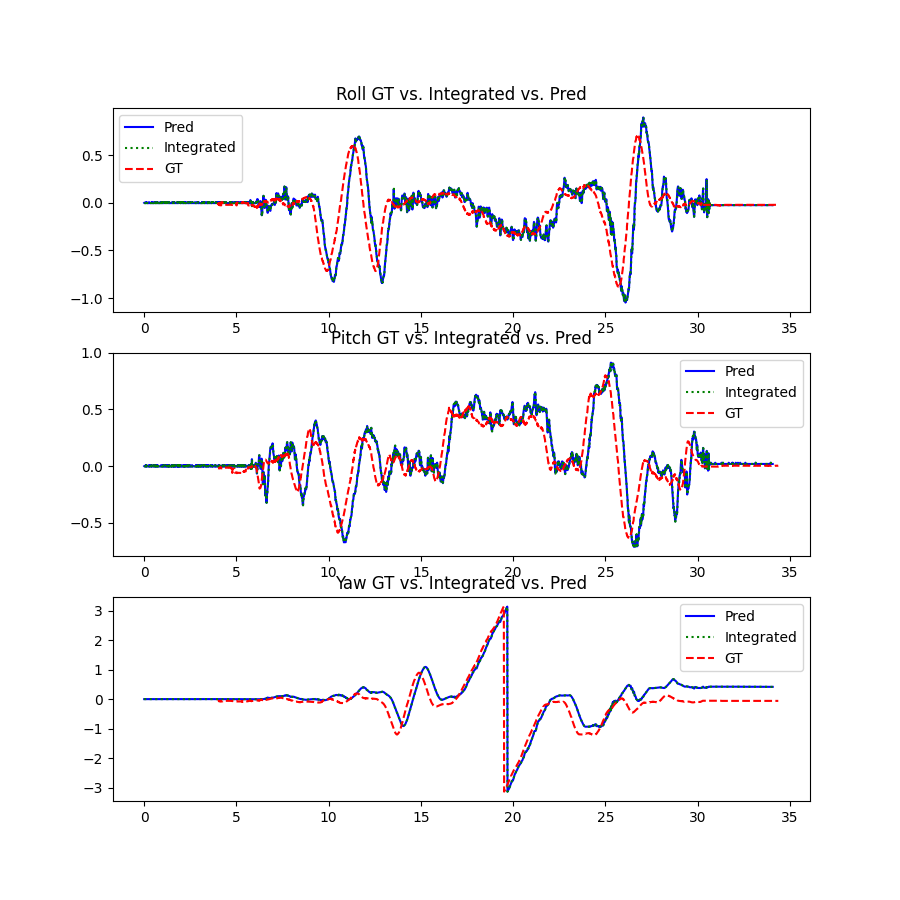 Roll GT vs. Integrated vs. Pred
Pred
Integrated
GT
0.5
0.0
−0.5
−1.0
0 5 10 15 20 25 30 35
Pitch GT vs. Integrated vs. Pred
1.0
0.5
0.0
−0.5
Pred
Integrated
GT
0 5 10 15 20 25 30 35
Yaw GT vs. Integrated vs. Pred
3
2
1
0
−1
−2
−3
Pred
Integrated
GT
0 5 10 15 20 25 30 35